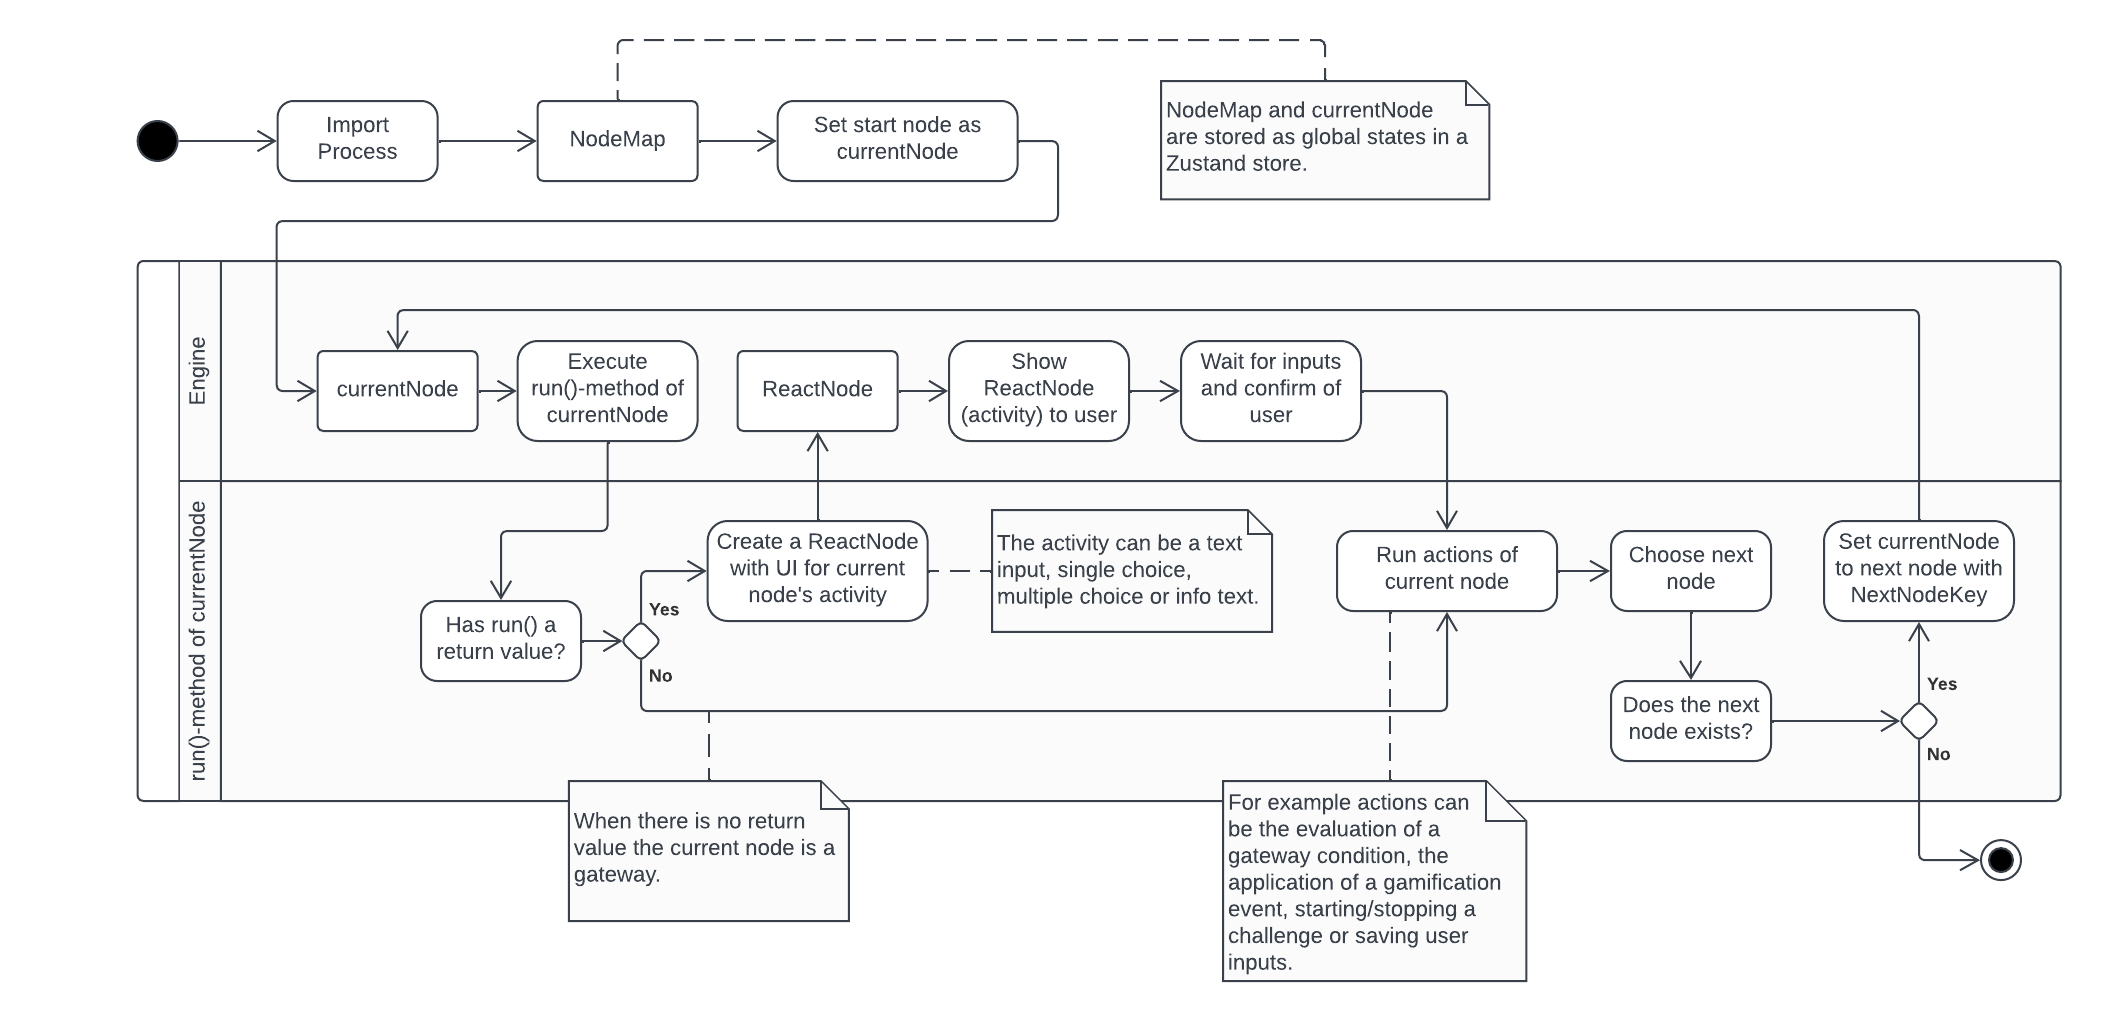 Import
Process
NodeMap
Set start node as
currentNode
NodeMap and currentNode
are stored as global states in a
Zustand store.
Engine
currentNode
Execute
run()-method of
currentNode
ReactNode
Show
ReactNode
(activity) to user
Wait for inputs
and confirm of
user
run()-method of currentNode
Has run() a
return value?
Yes
No
Create a ReactNode
with UI for current
node's activity
The activity can be a text
input, single choice,
multiple choice or info text.
Run actions of
current node
Choose next
node
Does the next
node exists?
Set currentNode
to next node with
NextNodeKey
Yes
No
When there is no return
value the current node is a
gateway.
For example actions can
be the evaluation of a
gateway condition, the
application of a gamification
event, starting/stopping a
challenge or saving user
inputs.